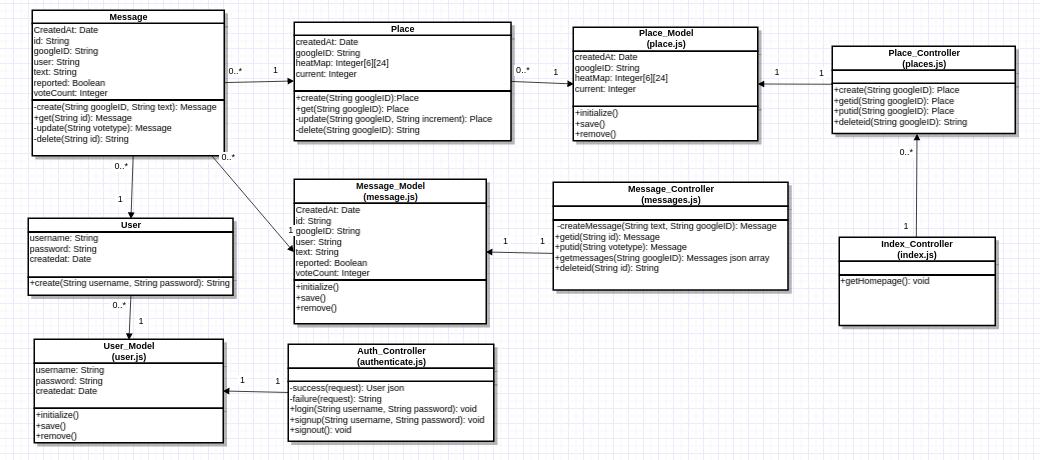 Message
CreatedAt: Date
id: String
googleID: String
user: String
text: String
reported: Boolean
voteCount: Integer
-create(String googleID, String text): Message
+get(String id): Message
-update(String votetype): Message
-delete(String id): String
0..*
1
Place
createdAt: Date
googleID: String
heatMap: Integer[6][24]
current: Integer
+create(String googleID):Place
+get(String googleID): Place
-update(String googleID, String increment): Place
-delete(String googleID): String
0..*
1
Place_Model
(place.js)
createdAt: Date
googleID: String
heatMap: Integer[6][24]
current: Integer
+initialize()
+save()
+remove()
1
1
Place_Controller
(places.js)
+create(String googleID): Place
+getid(String googleID): Place
+putid(String googleID): Place
+deleteid(String googleID): String
0..*
1
0..*
1
User
username: String
password: String
createdat: Date
+create(String username, String password): String
0..*
1
Message_Model
(message.js)
CreatedAt: Date
id: String
googleID: String
user: String
text: String
reported: Boolean
voteCount: Integer
+initialize()
+save()
+remove()
1
1
Message_Controller
(messages.js)
-createMessage(String text, String googleID): Message
+getid(String id): Message
+putid(String votetype): Message
+getmessages(String googleID): Messages json array
+deleteid(String id): String
0..*
1
Index_Controller
(index.js)
+getHomepage(): void
User_Model
(user.js)
username: String
password: String
createdat: Date
+initialize()
+save()
+remove()
1
1
Auth_Controller
(authenticate.js)
-success(request): User json
-failure(request): String
+login(String username, String password): void
+signup(String username, String password): void
+signout(): void